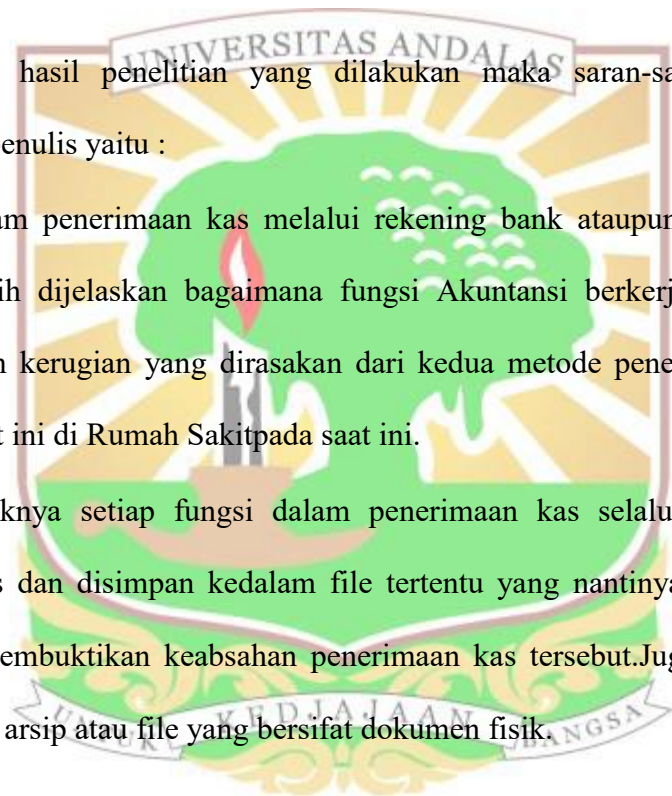 UNIVERSITAS ANDALAS
hasil penelitian yang dilakukan maka saran-sa
enulis yaitu :
am penerimaan kas melalui rekening bank ataupun
ih dijelaskan bagaimana fungsi Akuntansi berkerj
kerugian yang dirasakan dari kedua metode pene
t ini di Rumah Sakitpada saat ini.
knya setiap fungsi dalam penerimaan kas selalu
s dan disimpan kedalam file tertentu yang nantinya
embuktikan keabsahan penerimaan kas tersebut.Jug
arsip atau file yang bersifat dokumen fisik.
UNTUK KEDJAJAAN BANGSA